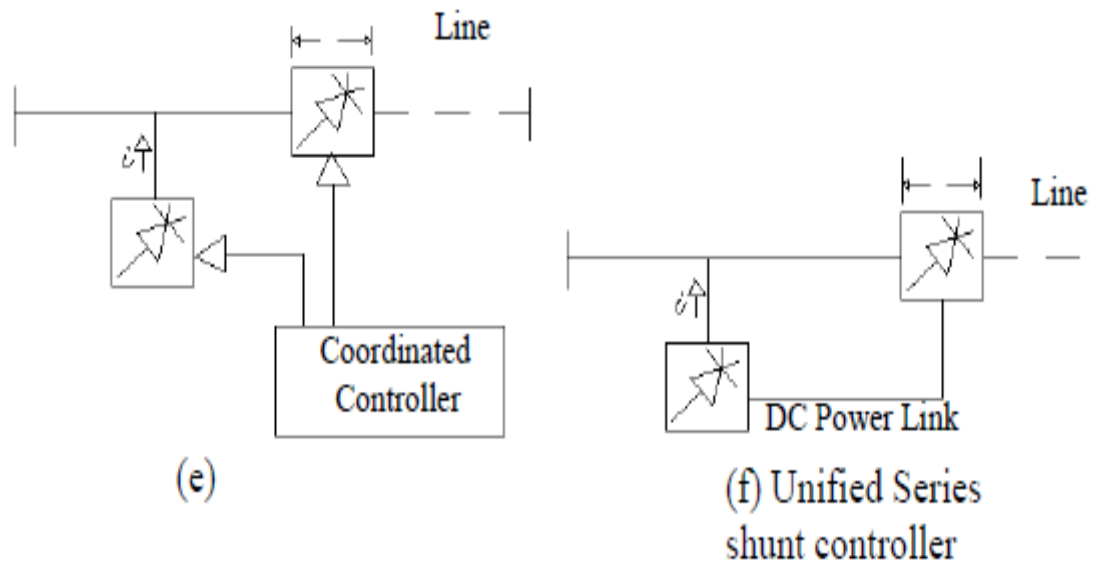 Line
i
Coordinated
Controller
(e)
Line
i
DC Power Link
(f) Unified Series
shunt controller